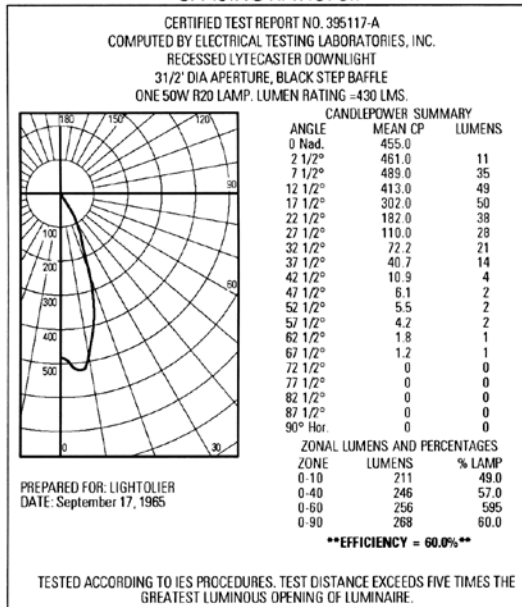 CERTIFIED TEST REPORT NO. 395117-A
COMPUTED BY ELECTRICAL TESTING LABORATORIES, INC.
RECESSED LYTECASTER DOWNLIGHT
31/2' DIA APERTURE, BLACK STEP BAFFLE
ONE 50W R20 LAMP. LUMEN RATING =430 LMS.
180 150° 120
90
100
200
60
300
400
500
0 30
CANDLEPOWER SUMMARY
ANGLE MEAN CP LUMENS
0 Nad. 455.0
2 1/2° 461.0 11
7 1/2° 489.0 35
12 1/2° 413.0 49
17 1/2° 302.0 50
22 1/2° 182.0 38
27 1/2° 110.0 28
32 1/2° 72.2 21
37 1/2° 40.7 14
42 1/2° 10.9 4
47 1/2° 6.1 2
52 1/2° 5.5 2
57 1/2° 4.2 2
62 1/2° 1.8 1
67 1/2° 1.2 1
72 1/2° 0 0
77 1/2° 0 0
82 1/2° 0 0
87 1/2° 0 0
90° Hor. 0 0
ZONAL LUMENS AND PERCENTAGES
ZONE LUMENS % LAMP
0-10 211 49.0
0-40 246 57.0
0-60 256 595
0-90 268 60.0
**EFFICIENCY = 60.0%**
PREPARED FOR: LIGHTOLIER
DATE: September 17, 1965
TESTED ACCORDING TO IES PROCEDURES. TEST DISTANCE EXCEEDS FIVE TIMES THE
GREATEST LUMINOUS OPENING OF LUMINAIRE.